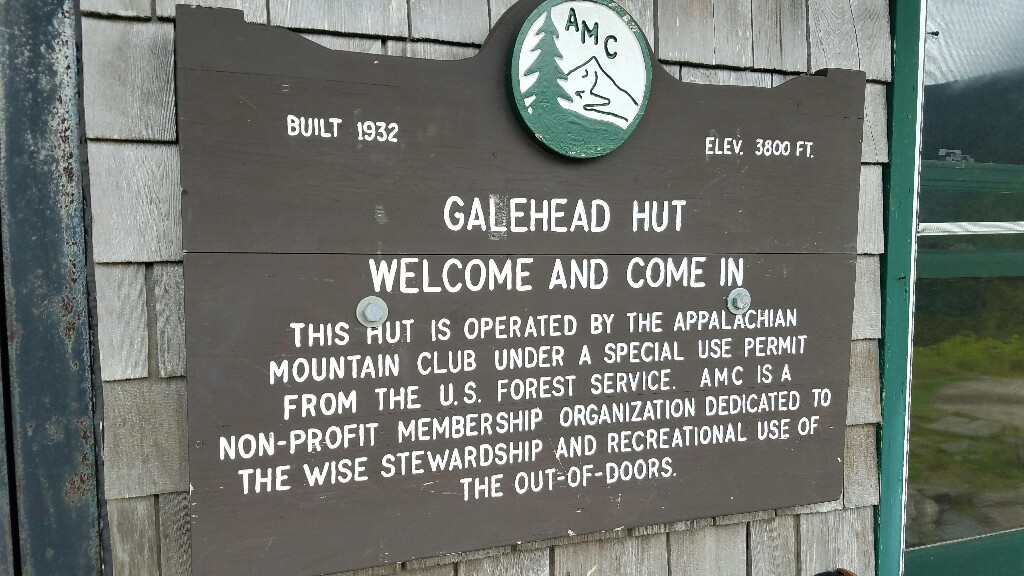 AMC
BUILT 1932
ELEV. 3800 FT.
GALEHEAD HUT
WELCOME AND COME IN
THIS HUT IS OPERATED BY THE APPALACHIAN
MOUNTAIN CLUB UNDER A SPECIAL USE PERMIT
FROM THE U.S. FOREST SERVICE. AMC IS A
NON-PROFIT MEMBERSHIP ORGANIZATION DEDICATED TO
THE WISE STEWARDSHIP AND RECREATIONAL USE OF
THE OUT-OF-DOORS.